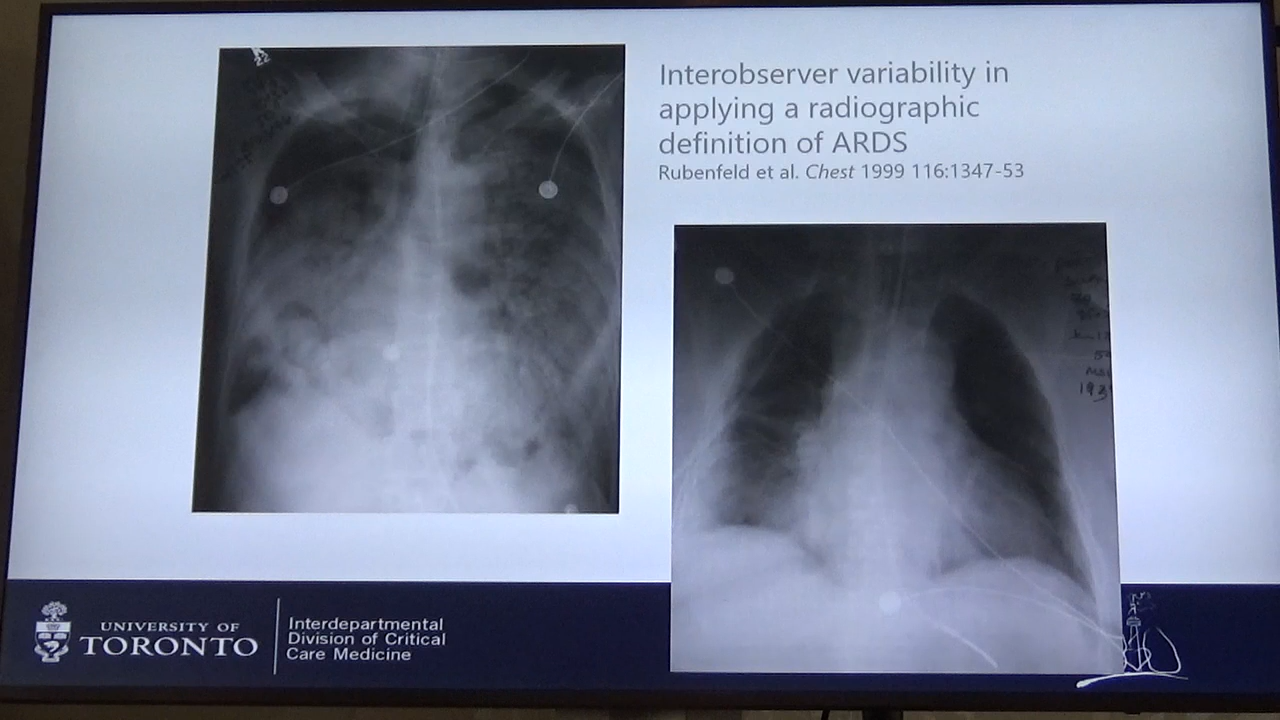 Interobserver variability in
applying a radiographic
definition of ARDS
Rubenfeld et al. Chest 1999 116:1347-53
UNIVERSITY OF
TORONTO
Interdepartmental
Division of Critical
Care Medicine